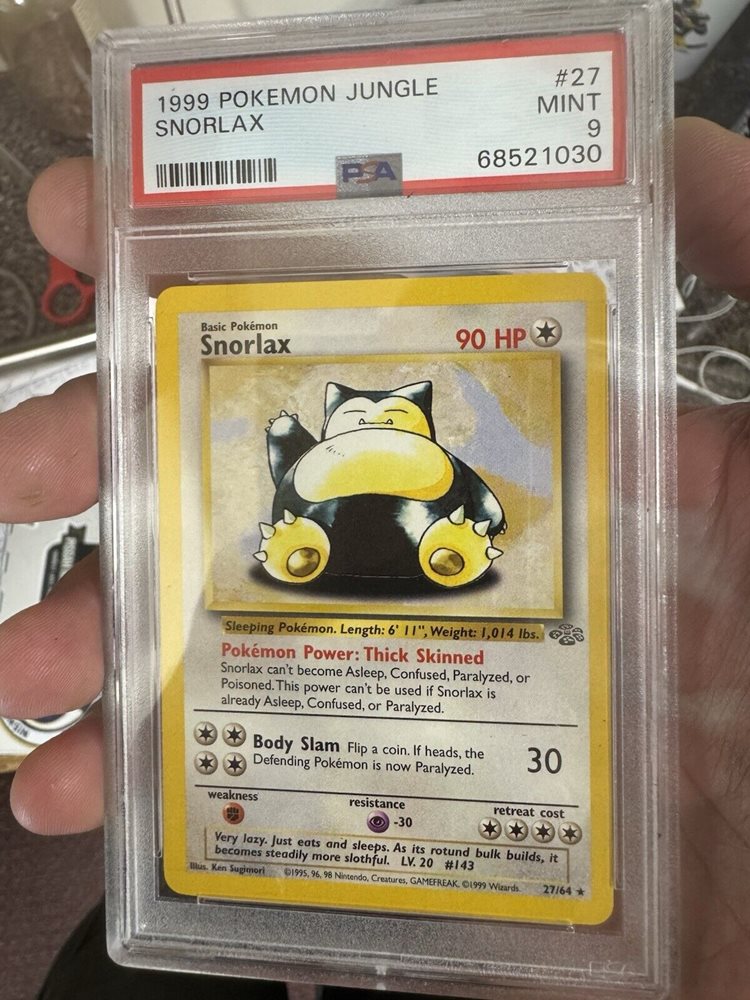 1999 POKEMON JUNGLE #27
SNORLAX MINT
9
PSA 68521030
Basic Pokémon
Snorlax 90 HP
Sleeping Pokémon. Length: 6' 11", Weight: 1,014 lbs.
Pokémon Power: Thick Skinned
Snorlax can't become Asleep, Confused, Paralyzed, or
Poisoned. This power can't be used if Snorlax is
already Asleep, Confused, or Paralyzed.
Body Slam Flip a coin. If heads, the
Defending Pokémon is now Paralyzed.
30
weakness resistance retreat cost
-30
Very lazy. Just eats and sleeps. As its rotund bulk builds, it
becomes steadily more slothful. LV. 20 #143
Illus. Ken Sugimori ©1995, 96, 98 Nintendo, Creatures, GAMEFREAK. ©1999 Wizards. 27/64 ★